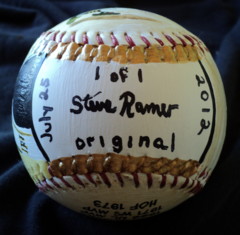 1 of 1
Steve Ramer
original
July 25
2012
HOF 1973